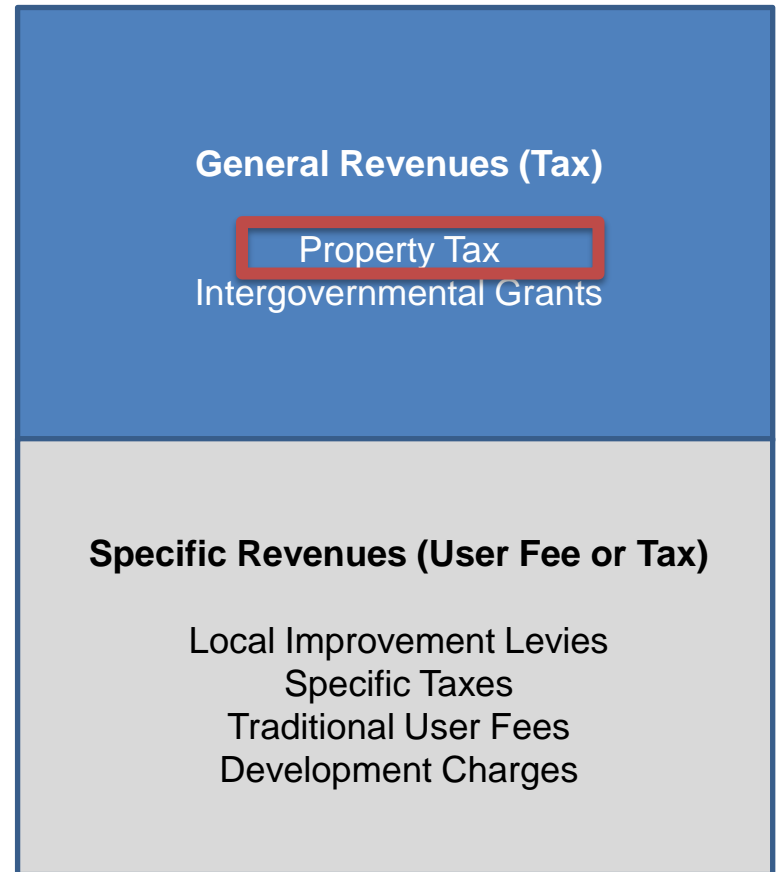 General Revenues (Tax)
Property Tax
Intergovernmental Grants
Specific Revenues (User Fee or Tax)
Local Improvement Levies
Specific Taxes
Traditional User Fees
Development Charges